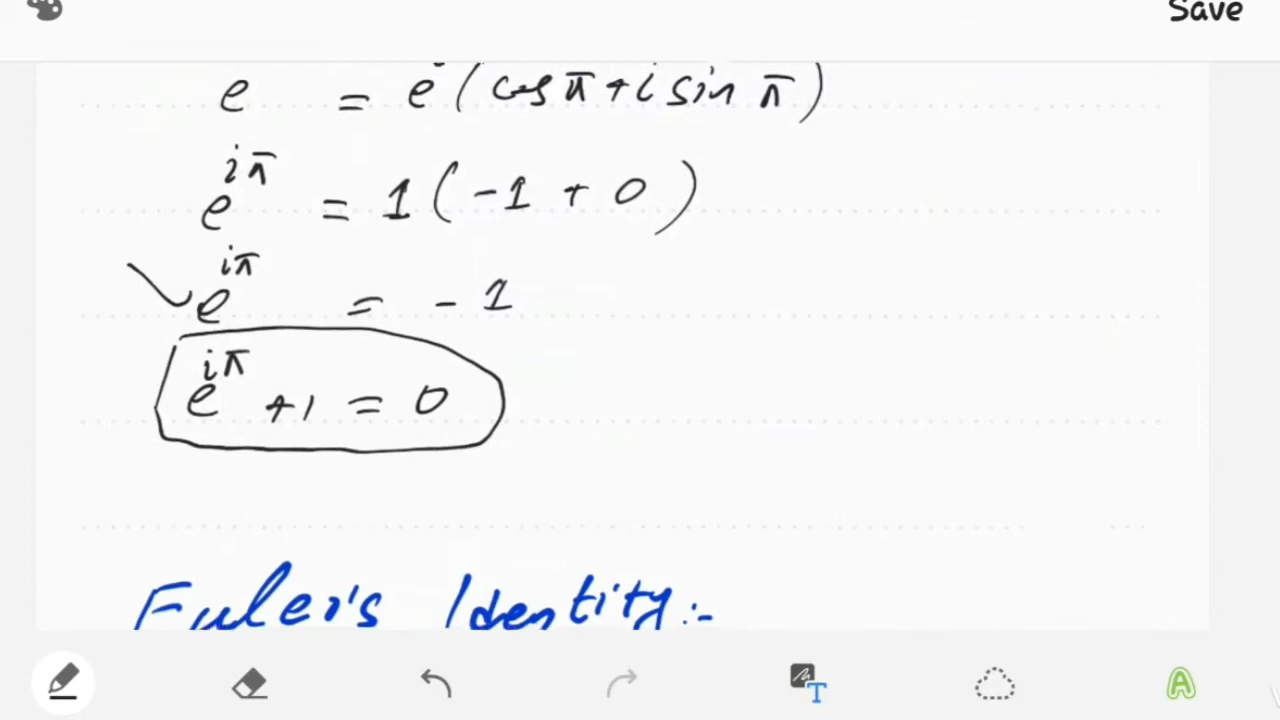 Save
e = e (cos π + i sin π)
e^{iπ} = 1 ( -1 + 0 )
e^{iπ} = - 1
e^{iπ} + 1 = 0
Euler's Identity :-
T
A